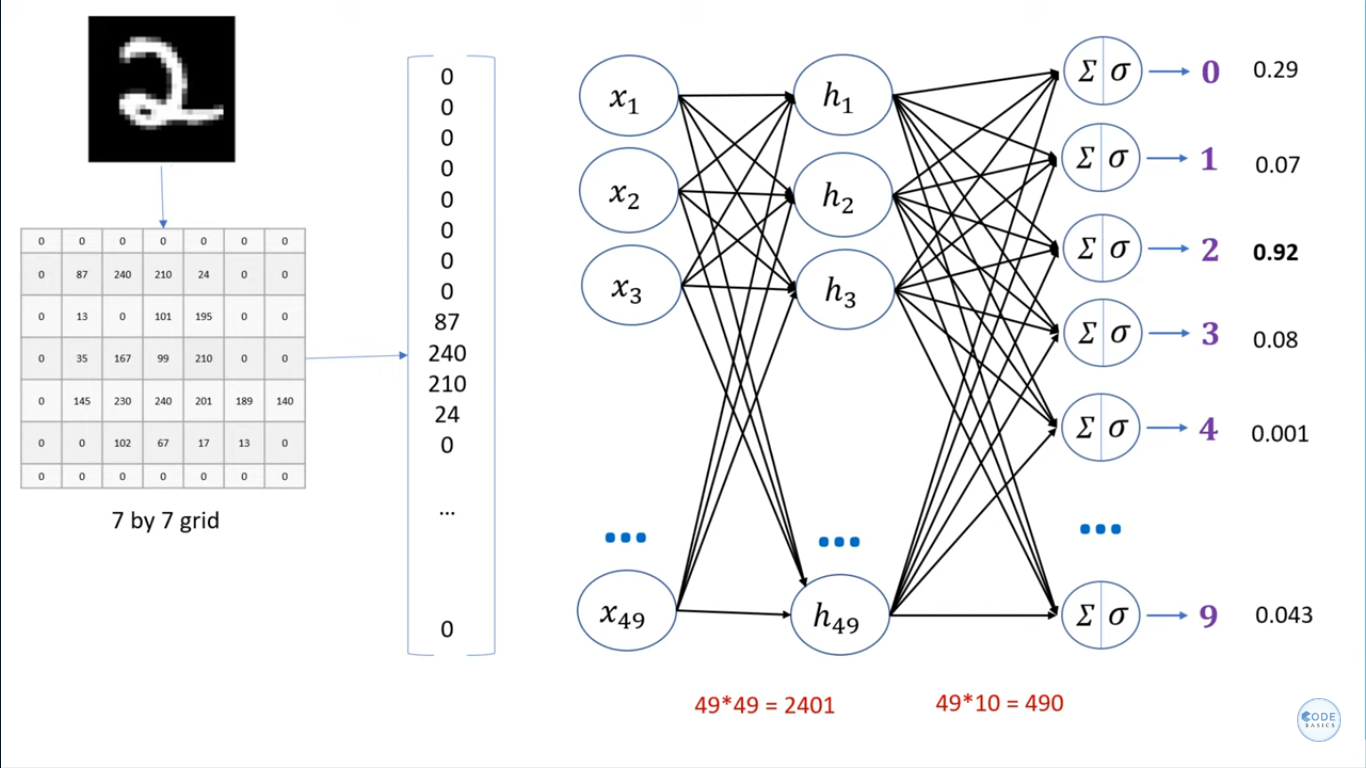 0 0 0 0 0 0 0
0 87 240 210 24 0 0
0 13 0 101 195 0 0
0 35 167 99 210 0 0
0 145 230 240 201 189 140
0 0 102 67 17 13 0
0 0 0 0 0 0 0
7 by 7 grid
0
0
0
0
0
0
0
0
87
240
210
24
0
...
0
x₁
x₂
x₃
x₄₉
h₁
h₂
h₃
h₄₉
Σ σ 0 0.29
Σ σ 1 0.07
Σ σ 2 0.92
Σ σ 3 0.08
Σ σ 4 0.001
Σ σ 9 0.043
49*49 = 2401
49*10 = 490
CODE
BASICS